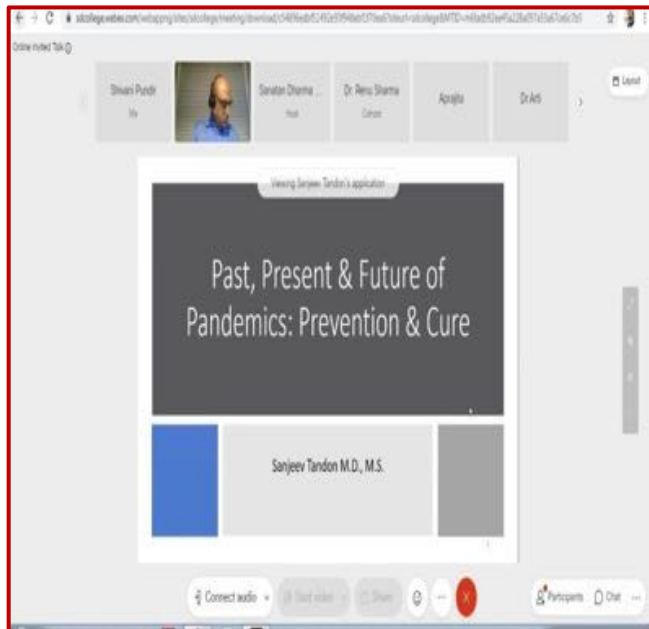 Online Invited Talk
Shivani Pundir
Me
Sanatan Dharma ...
Host
Dr. Renu Sharma
Cohost
Aprajita
Dr Arti
Layout
Viewing Sanjeev Tandon's application
Past, Present & Future of
Pandemics: Prevention & Cure
Sanjeev Tandon M.D., M.S.
Connect audio
Start video
Share
Participants
Chat